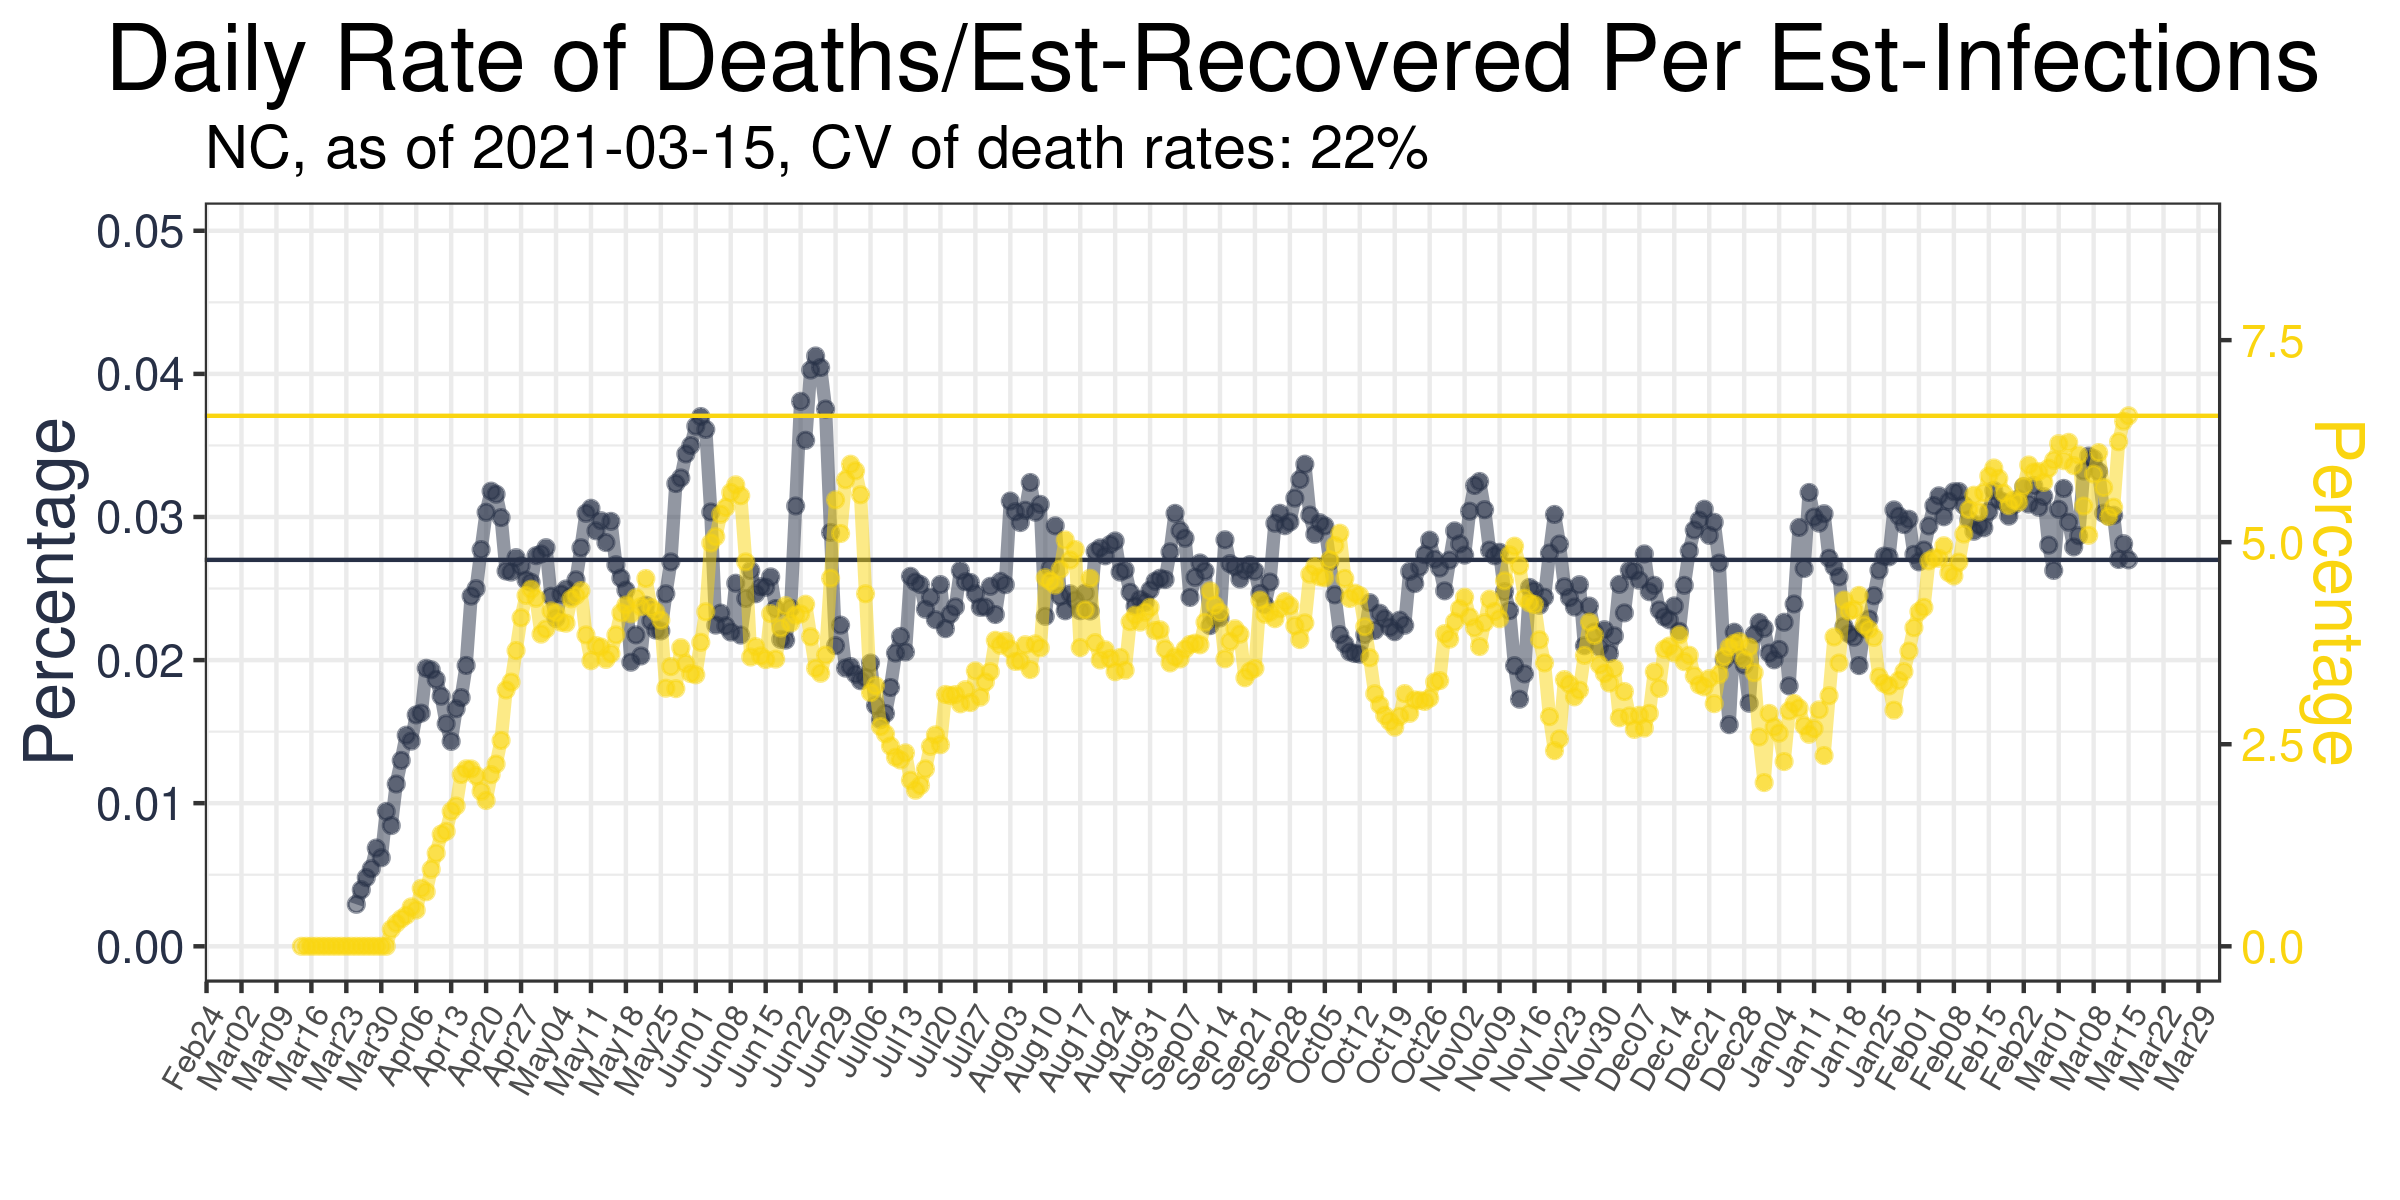 Daily Rate of Deaths/Est-Recovered Per Est-Infections
NC, as of 2021-03-15, CV of death rates: 22%
Percentage
0.05
0.04
0.03
0.02
0.01
0.00
7.5
5.0
2.5
0.0
Percentage
Feb24
Mar02
Mar09
Mar16
Mar23
Mar30
Apr06
Apr13
Apr20
Apr27
May04
May11
May18
May25
Jun01
Jun08
Jun15
Jun22
Jun29
Jul06
Jul13
Jul20
Jul27
Aug03
Aug10
Aug17
Aug24
Aug31
Sep07
Sep14
Sep21
Sep28
Oct05
Oct12
Oct19
Oct26
Nov02
Nov09
Nov16
Nov23
Nov30
Dec07
Dec14
Dec21
Dec28
Jan04
Jan11
Jan18
Jan25
Feb01
Feb08
Feb15
Feb22
Mar01
Mar08
Mar15
Mar22
Mar29